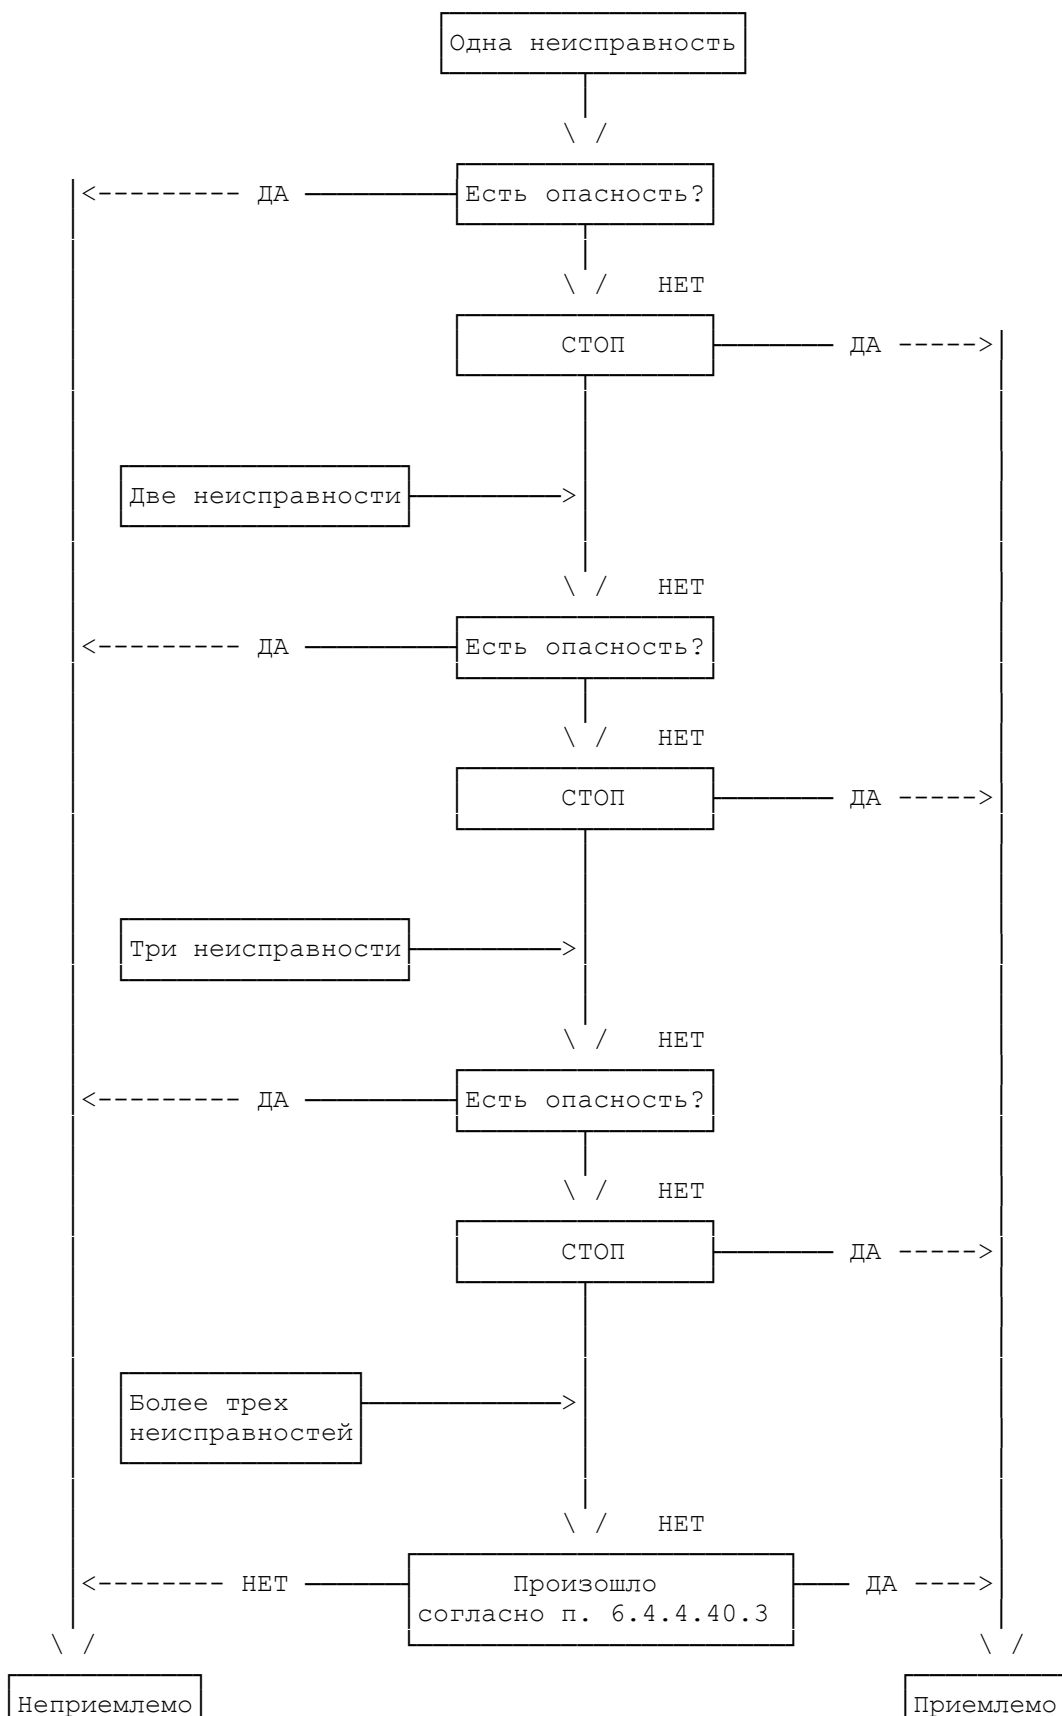 Одна неисправность
ДА
Есть опасность?
НЕТ
СТОП
ДА
Две неисправности
НЕТ
ДА
Есть опасность?
НЕТ
СТОП
ДА
Три неисправности
НЕТ
ДА
Есть опасность?
НЕТ
СТОП
ДА
Более трех
неисправностей
НЕТ
НЕТ
Произошло
ДА
согласно п. 6.4.4.40.3
Неприемлемо
Приемлемо